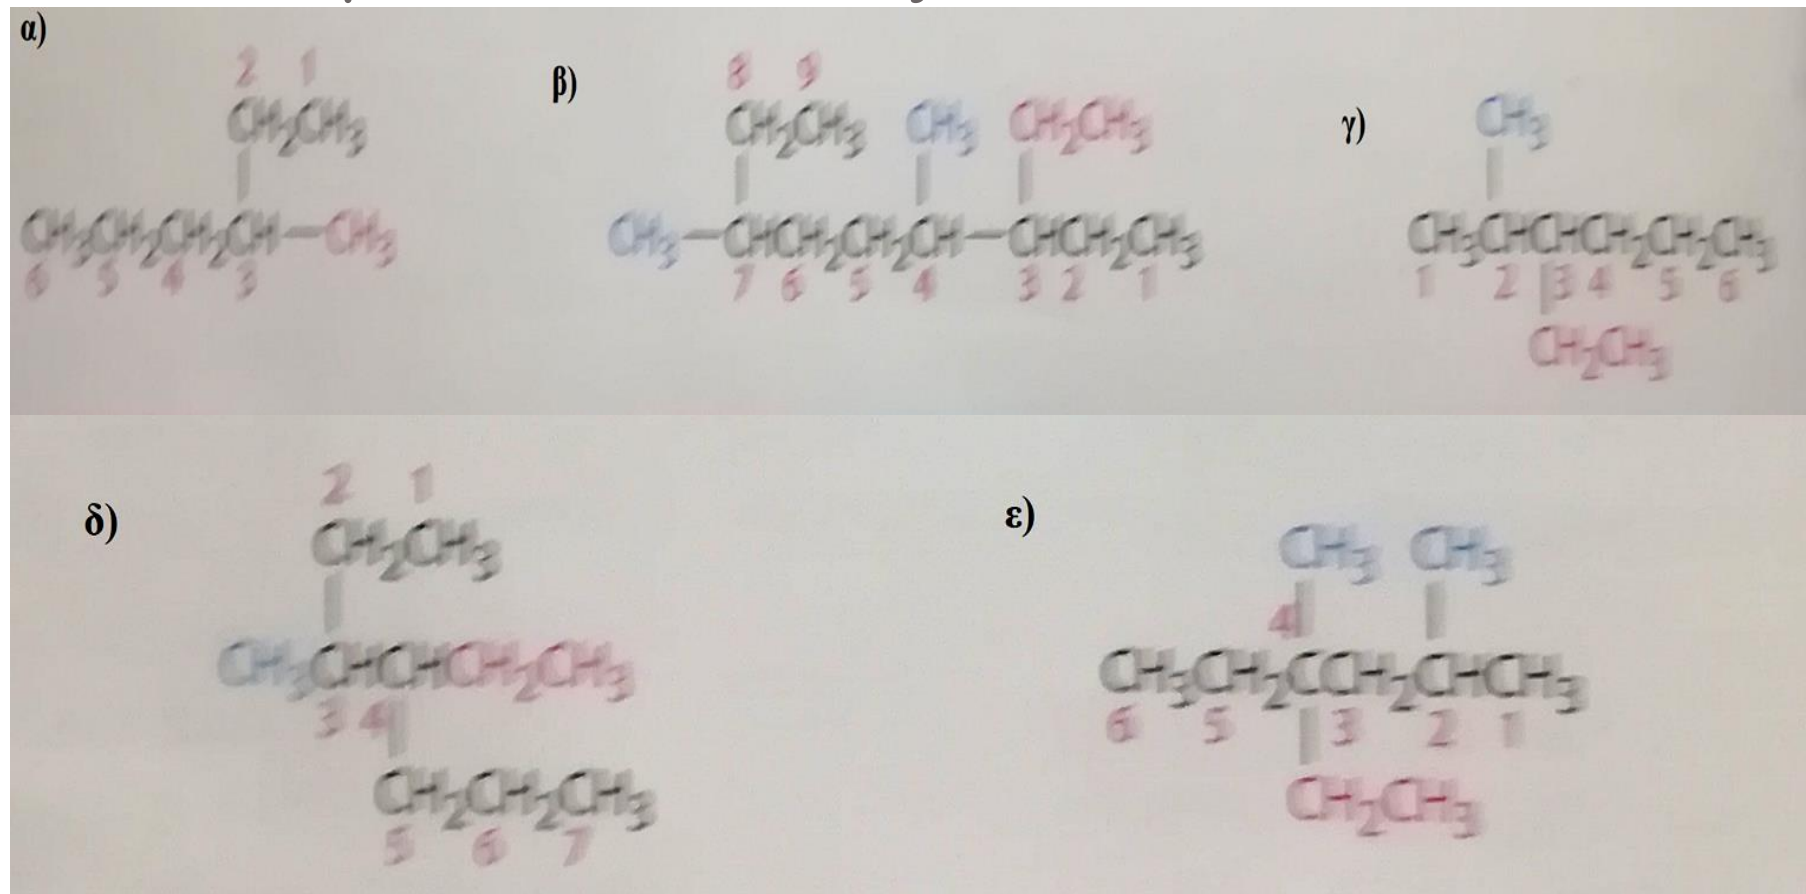 α)
2 1
CH₂CH₃
CH₃CH₂CH₂CH—CH₃
6 5 4 3
β)
8 9
CH₂CH₃ CH₃ CH₂CH₃
CH₃—CHCH₂CH₂CH—CHCH₂CH₃
7 6 5 4 3 2 1
γ)
CH₃
CH₃CHCHCH₂CH₂CH₃
1 2 3 4 5 6
CH₂CH₃
δ)
2 1
CH₂CH₃
CH₃CHCHCH₂CH₃
3 4
CH₂CH₂CH₃
5 6 7
ε)
CH₃ CH₃
4
CH₃CH₂CCH₂CHCH₃
6 5 3 2 1
CH₂CH₃